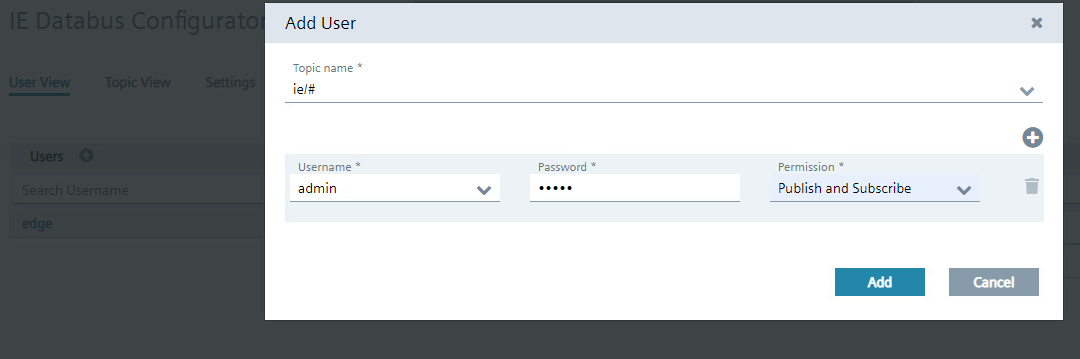 IE Databus Configurator
Add User
User View Topic View Settings
Topic name *
ie/#
Users
Username * Password * Permission *
admin ••••• Publish and Subscribe
Search Username
edge
Add Cancel